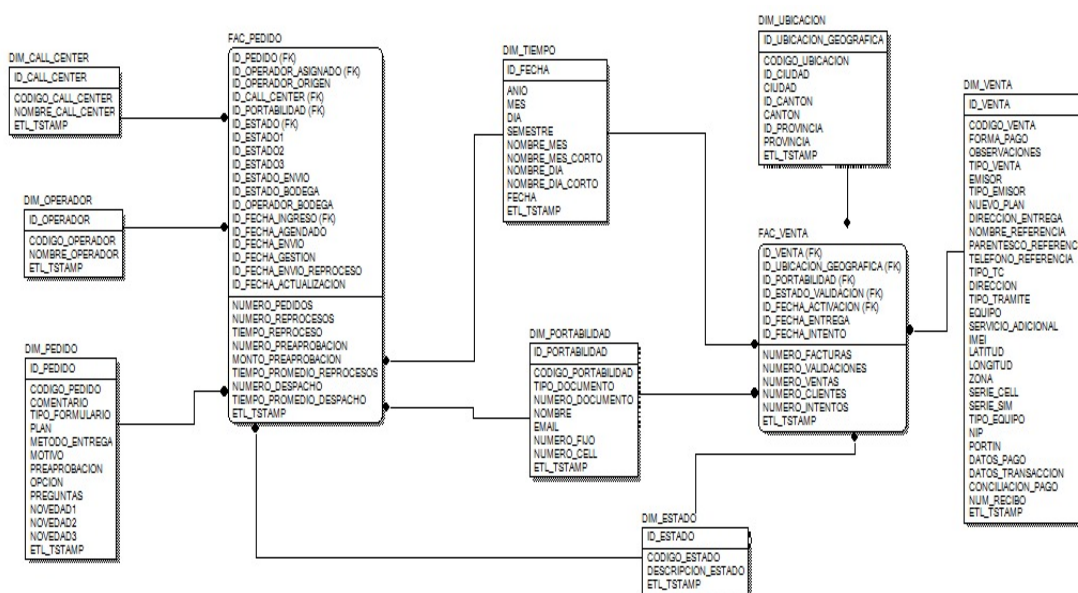 DIM_CALL_CENTER
ID_CALL_CENTER
CODIGO_CALL_CENTER
NOMBRE_CALL_CENTER
ETL_TSTAMP
DIM_OPERADOR
ID_OPERADOR
CODIGO_OPERADOR
NOMBRE_OPERADOR
ETL_TSTAMP
DIM_PEDIDO
ID_PEDIDO
CODIGO_PEDIDO
COMENTARIO
TIPO_FORMULARIO
PLAN
METODO_ENTREGA
MOTIVO
PREAPROBACION
OPCION
PREGUNTAS
NOVEDAD1
NOVEDAD2
NOVEDAD3
ETL_TSTAMP
FAC_PEDIDO
ID_PEDIDO (FK)
ID_OPERADOR_ASIGNADO (FK)
ID_OPERADOR_ORIGEN
ID_CALL_CENTER (FK)
ID_PORTABILIDAD (FK)
ID_ESTADO (FK)
ID_ESTADO1
ID_ESTADO2
ID_ESTADO3
ID_ESTADO_ENVIO
ID_ESTADO_BODEGA
ID_OPERADOR_BODEGA
ID_FECHA_INGRESO (FK)
ID_FECHA_AGENDADO
ID_FECHA_ENVIO
ID_FECHA_GESTION
ID_FECHA_ENVIO_REPROCESO
ID_FECHA_ACTUALIZACION
NUMERO_PEDIDOS
NUMERO_REPROCESOS
TIEMPO_REPROCESO
NUMERO_PREAPROBACION
MONTO_PREAPROBACION
TIEMPO_PROMEDIO_REPROCESOS
NUMERO_DESPACHO
TIEMPO_PROMEDIO_DESPACHO
ETL_TSTAMP
DIM_TIEMPO
ID_FECHA
ANIO
MES
DIA
SEMESTRE
NOMBRE_MES
NOMBRE_MES_CORTO
NOMBRE_DIA
NOMBRE_DIA_CORTO
FECHA
ETL_TSTAMP
DIM_PORTABILIDAD
ID_PORTABILIDAD
CODIGO_PORTABILIDAD
TIPO_DOCUMENTO
NUMERO_DOCUMENTO
NOMBRE
EMAIL
NUMERO_FIJO
NUMERO_CELL
ETL_TSTAMP
DIM_ESTADO
ID_ESTADO
CODIGO_ESTADO
DESCRIPCION_ESTADO
ETL_TSTAMP
DIM_UBICACION
ID_UBICACION_GEOGRAFICA
CODIGO_UBICACION
ID_CIUDAD
CIUDAD
ID_CANTON
CANTON
ID_PROVINCIA
PROVINCIA
ETL_TSTAMP
FAC_VENTA
ID_VENTA (FK)
ID_UBICACION_GEOGRAFICA (FK)
ID_PORTABILIDAD (FK)
ID_ESTADO_VALIDACION (FK)
ID_FECHA_ACTIVACION (FK)
ID_FECHA_ENTREGA
ID_FECHA_INTENTO
NUMERO_FACTURAS
NUMERO_VALIDACIONES
NUMERO_VENTAS
NUMERO_CLIENTES
NUMERO_INTENTOS
ETL_TSTAMP
DIM_VENTA
ID_VENTA
CODIGO_VENTA
FORMA_PAGO
OBSERVACIONES
TIPO_VENTA
EMISOR
TIPO_EMISOR
NUEVO_PLAN
DIRECCION_ENTREGA
NOMBRE_REFERENCIA
PARENTESCO_REFERENC
TELEFONO_REFERENCIA
TIPO_TC
DIRECCION
TIPO_TRAMITE
EQUIPO
SERVICIO_ADICIONAL
IMEI
LATITUD
LONGITUD
ZONA
SERIE_CELL
SERIE_SIM
TIPO_EQUIPO
NIP
PORTIN
DATOS_PAGO
DATOS_TRANSACCION
CONCILIACION_PAGO
NUM_RECIBO
ETL_TSTAMP